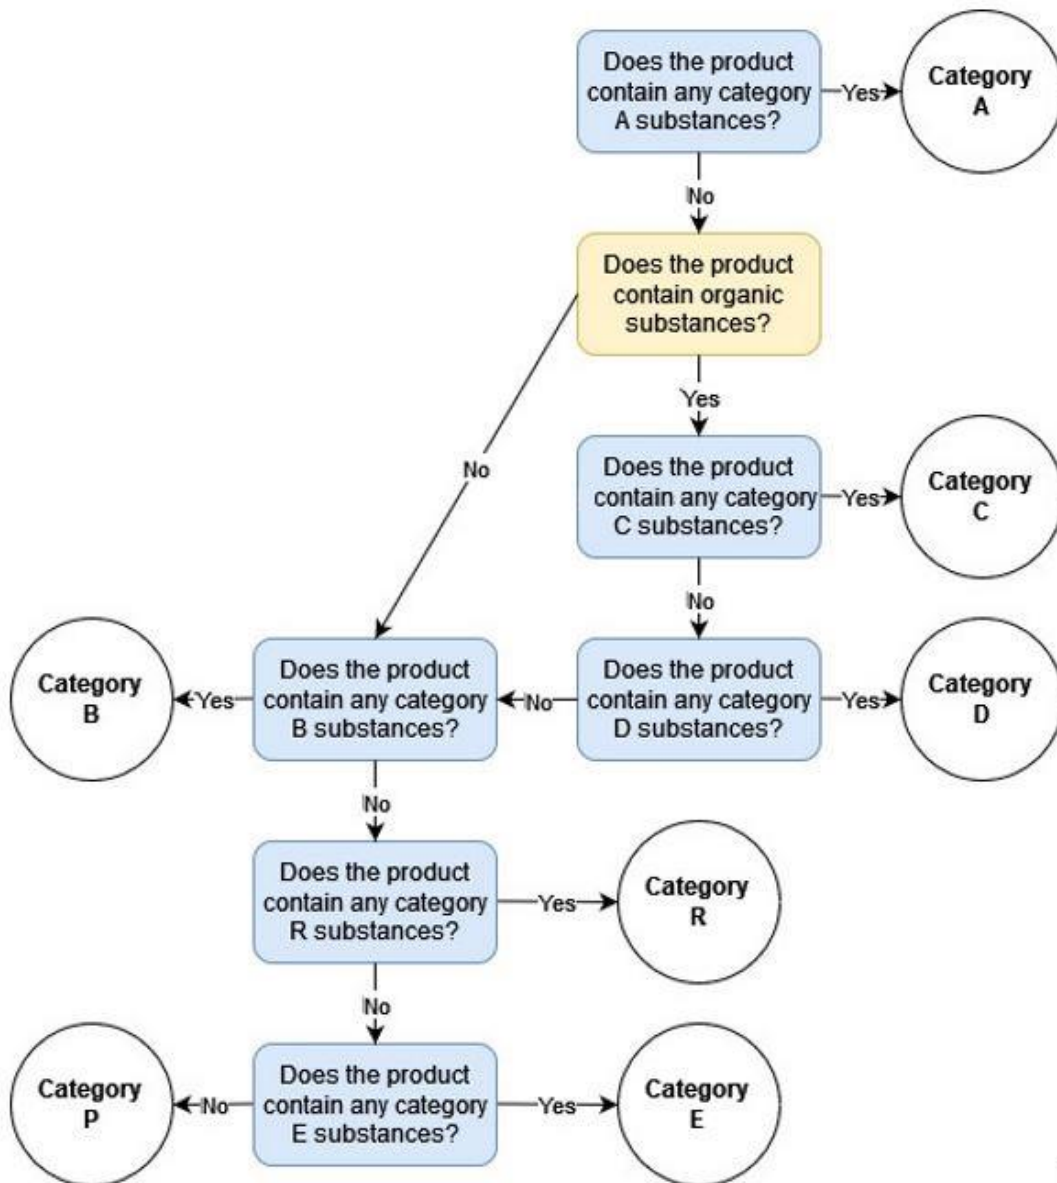 Does the product
contain any category
A substances?
Yes
Category
A
No
Does the product
contain organic
substances?
Yes
No
Does the product
contain any category
C substances?
Yes
Category
C
No
Category
B
Yes
Does the product
contain any category
B substances?
No
Does the product
contain any category
D substances?
Yes
Category
D
No
Does the product
contain any category
R substances?
Yes
Category
R
No
Category
P
No
Does the product
contain any category
E substances?
Yes
Category
E